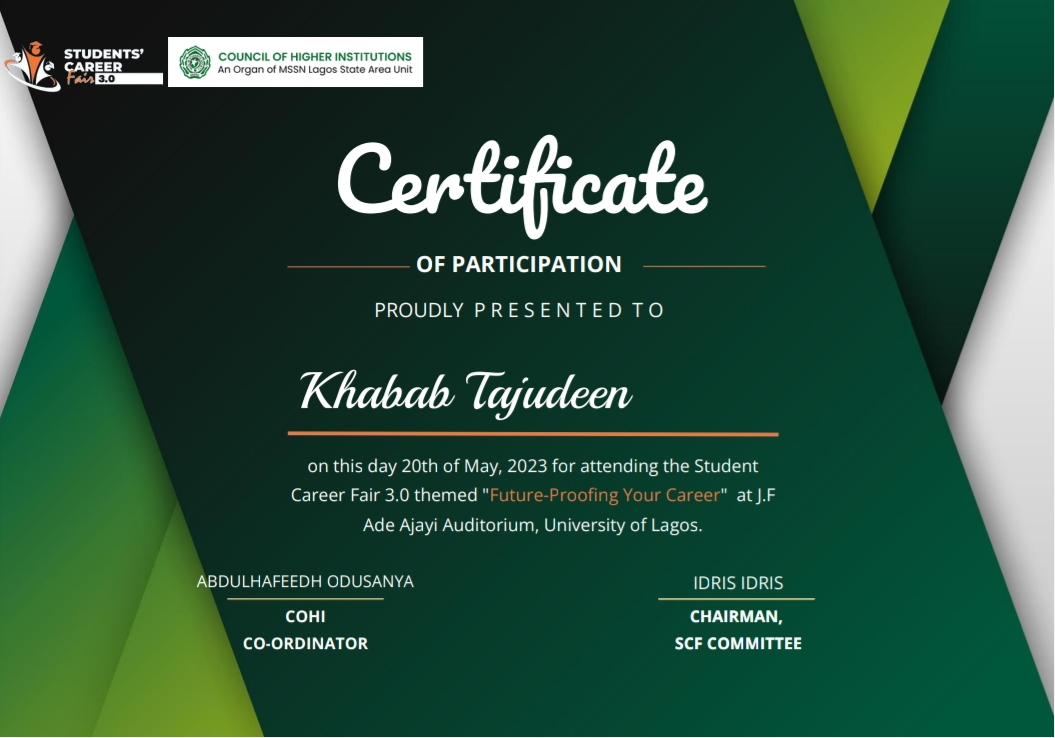 STUDENTS'
CAREER
Fair 3.0
COUNCIL OF HIGHER INSTITUTIONS
An Organ of MSSN Lagos State Area Unit
Certificate
OF PARTICIPATION
PROUDLY PRESENTED TO
Khabab Tajudeen
on this day 20th of May, 2023 for attending the Student
Career Fair 3.0 themed "Future-Proofing Your Career" at J.F
Ade Ajayi Auditorium, University of Lagos.
ABDULHAFEEDH ODUSANYA
COHI
CO-ORDINATOR
IDRIS IDRIS
CHAIRMAN,
SCF COMMITTEE